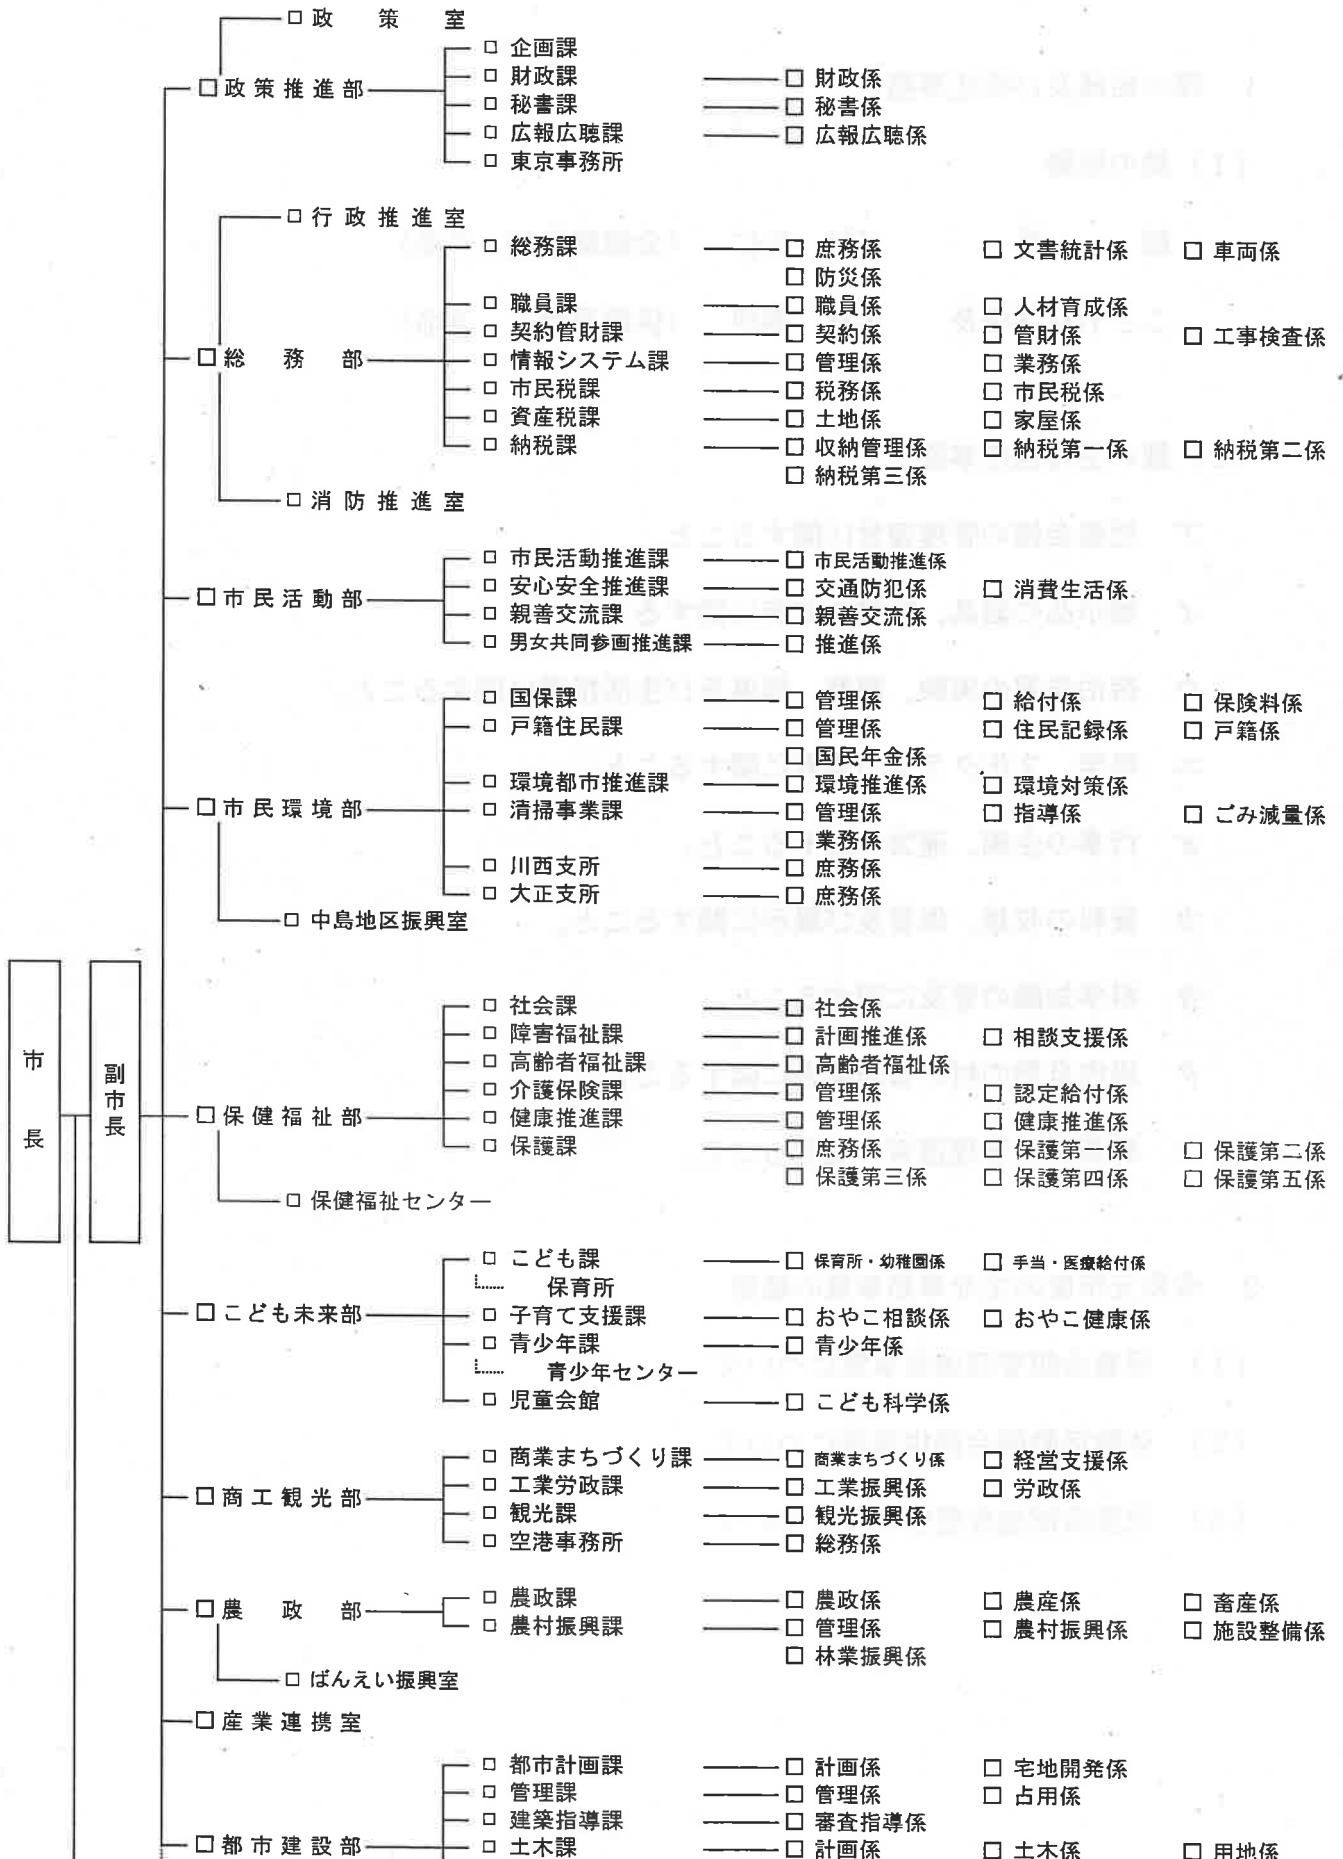 □ 政策室
□ 企画課
□ 財政課 □ 財政係
□ 政策推進部
□ 秘書課 □ 秘書係
□ 広報広聴課 □ 広報広聴係
□ 東京事務所
□ 行政推進室
□ 総務課 □ 庶務係 □ 文書統計係 □ 車両係
□ 防災係
□ 職員課 □ 職員係 □ 人材育成係
□ 契約管財課 □ 契約係 □ 管財係 □ 工事検査係
□ 総務部 □ 情報システム課 □ 管理係 □ 業務係
□ 市民税課 □ 税務係 □ 市民税係
□ 資産税課 □ 土地係 □ 家屋係
□ 納税課 □ 収納管理係 □ 納税第一係 □ 納税第二係
□ 納税第三係
□ 消防推進室
□ 市民活動推進課 □ 市民活動推進係
□ 安心安全推進課 □ 交通防犯係 □ 消費生活係
□ 市民活動部
□ 親善交流課 □ 親善交流係
□ 男女共同参画推進課 □ 推進係
□ 国保課 □ 管理係 □ 給付係 □ 保険料係
□ 戸籍住民課 □ 管理係 □ 住民記録係 □ 戸籍係
□ 国民年金係
□ 環境都市推進課 □ 環境推進係 □ 環境対策係
□ 市民環境部 □ 清掃事業課 □ 管理係 □ 指導係 □ ごみ減量係
□ 業務係
□ 川西支所 □ 庶務係
□ 大正支所 □ 庶務係
□ 中島地区振興室
市長
副市長
□ 社会課 □ 社会係
□ 障害福祉課 □ 計画推進係 □ 相談支援係
□ 高齢者福祉課 □ 高齢者福祉係
□ 介護保険課 □ 管理係 □ 認定給付係
□ 保健福祉部 □ 健康推進課 □ 管理係 □ 健康推進係
□ 保護課 □ 庶務係 □ 保護第一係 □ 保護第二係
□ 保護第三係 □ 保護第四係 □ 保護第五係
□ 保健福祉センター
□ こども課 □ 保育所・幼稚園係 □ 手当・医療給付係
保育所
□ こども未来部 □ 子育て支援課 □ おやこ相談係 □ おやこ健康係
□ 青少年課 □ 青少年係
青少年センター
□ 児童会館 □ こども科学係
□ 商業まちづくり課 □ 商業まちづくり係 □ 経営支援係
□ 工業労政課 □ 工業振興係 □ 労政係
□ 商工観光部
□ 観光課 □ 観光振興係
□ 空港事務所 □ 総務係
□ 農政課 □ 農政係 □ 農産係 □ 畜産係
□ 農政部
□ 農村振興課 □ 管理係 □ 農村振興係 □ 施設整備係
□ 林業振興係
□ ばんえい振興室
□ 産業連携室
□ 都市計画課 □ 計画係 □ 宅地開発係
□ 管理課 □ 管理係 □ 占用係
□ 建築指導課 □ 審査指導係
□ 都市建設部 □ 土木課 □ 計画係 □ 土木係 □ 用地係